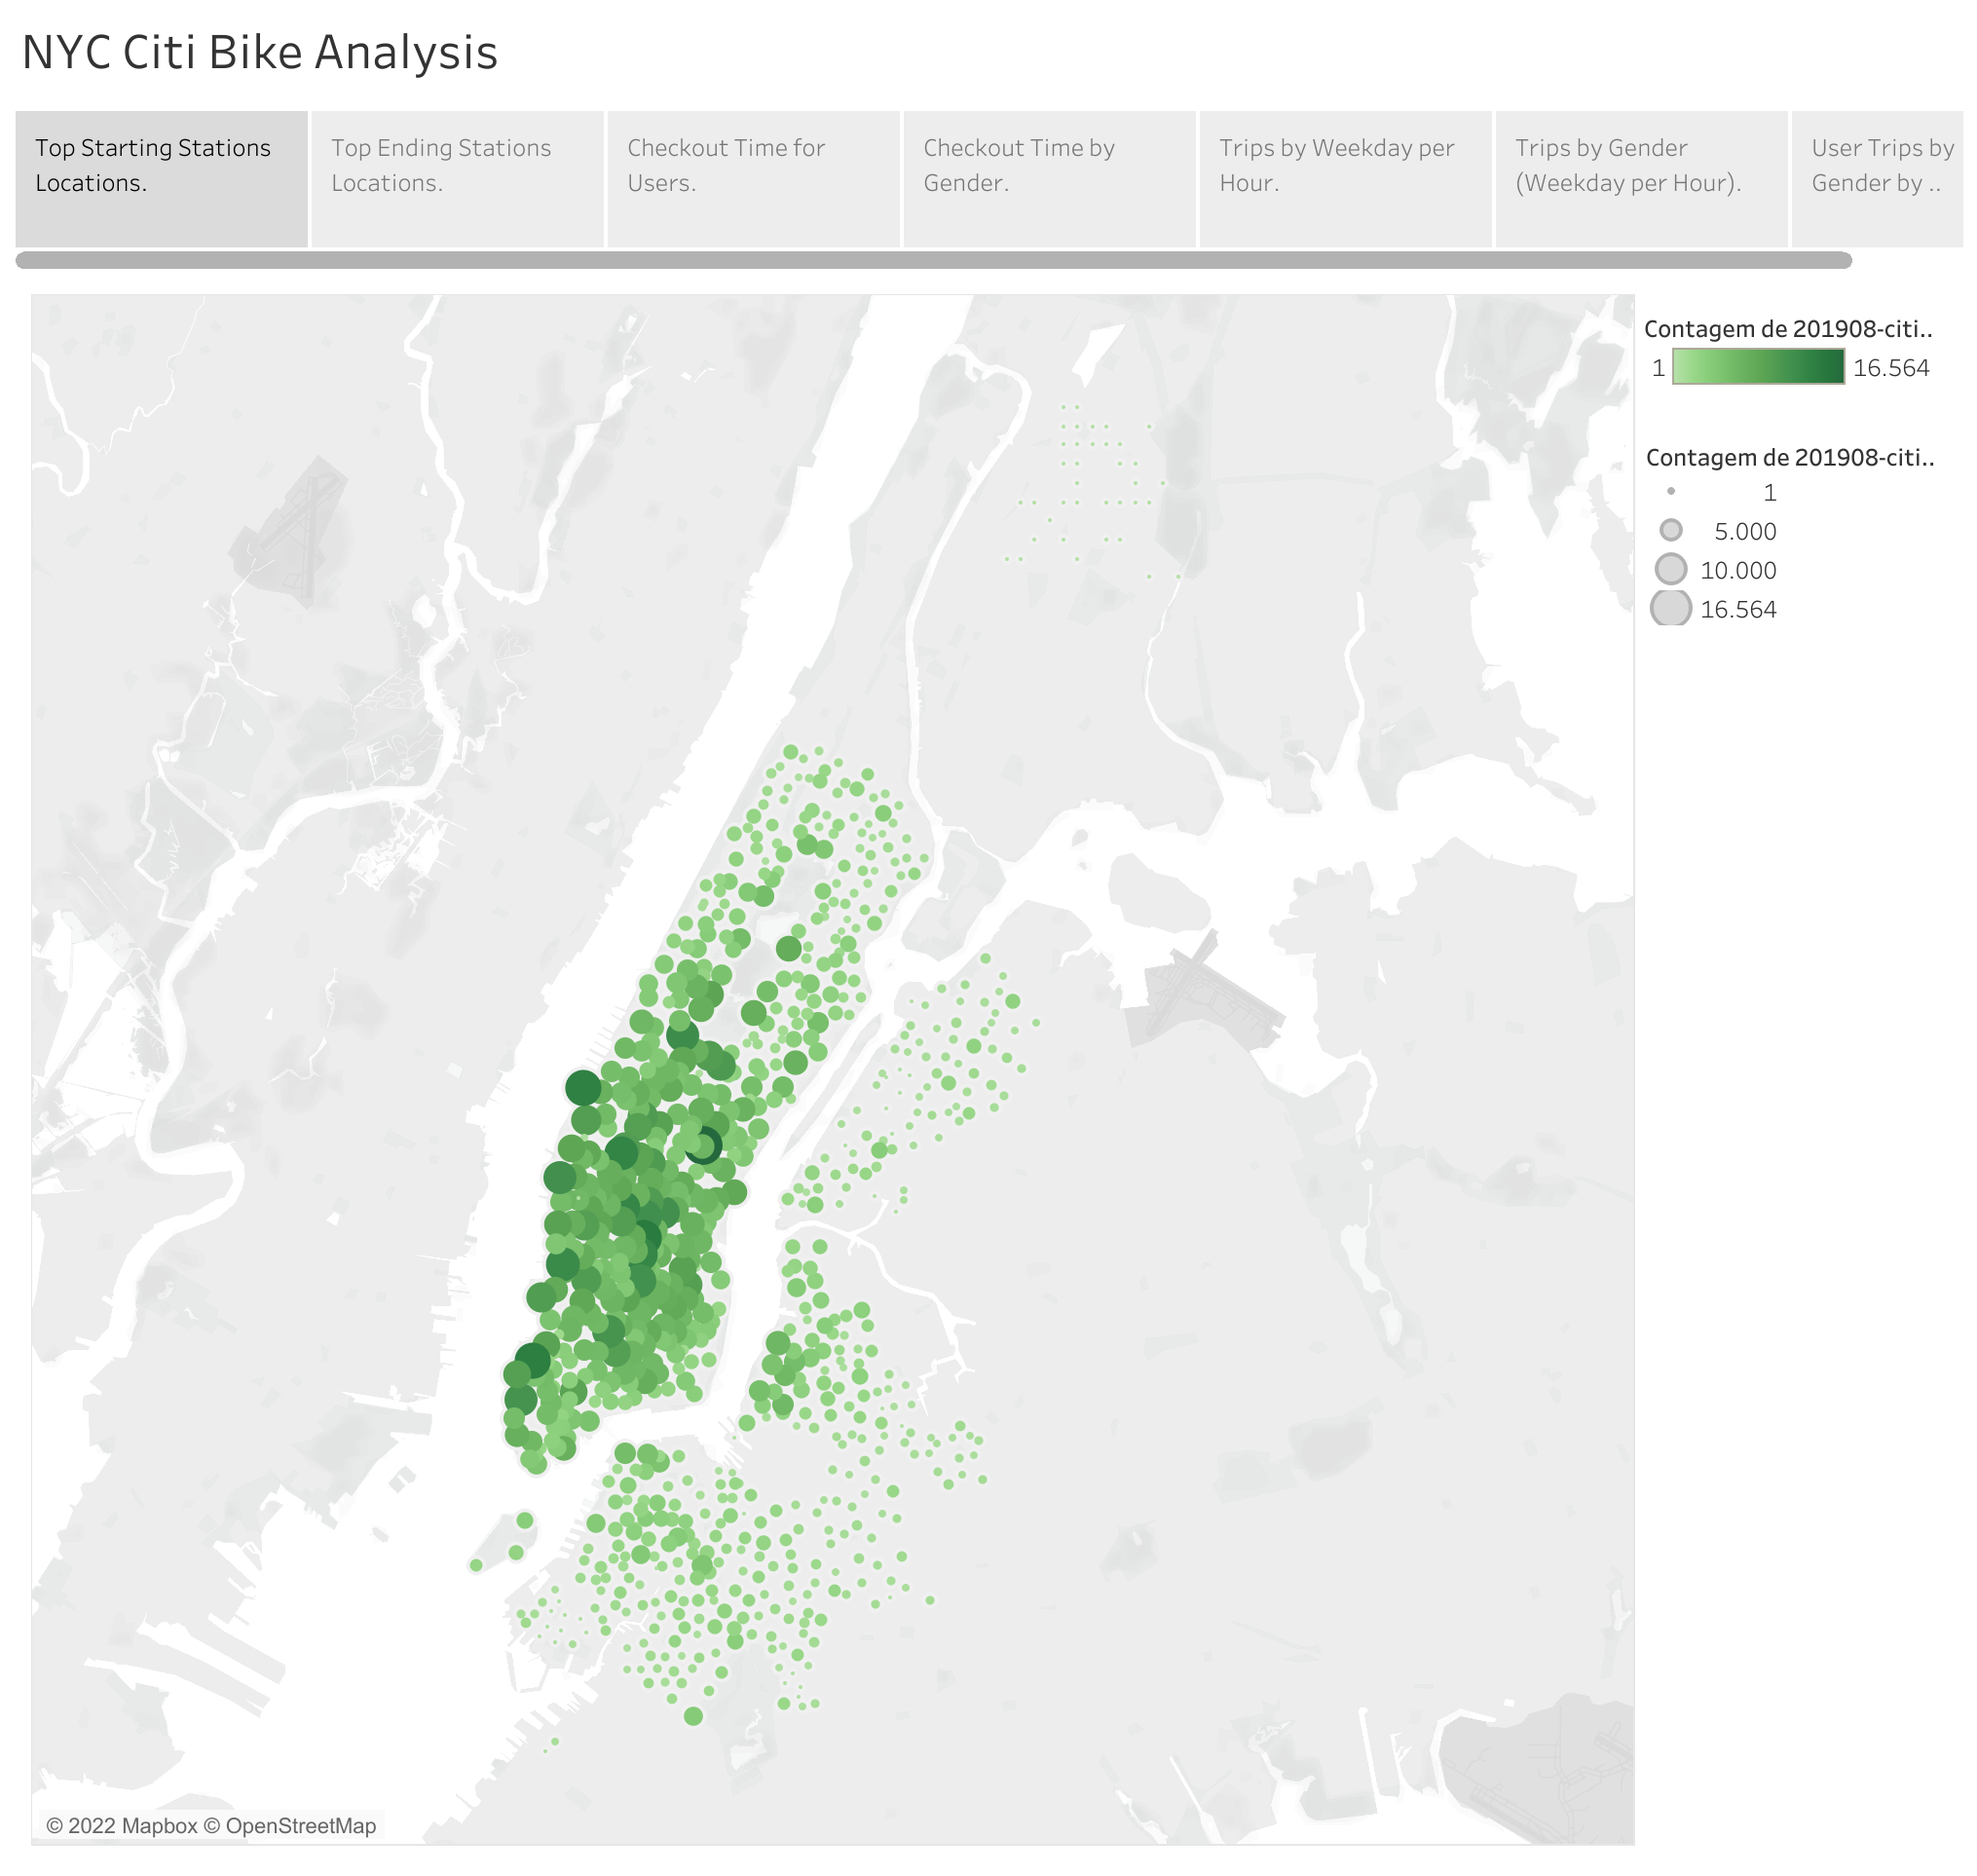 NYC Citi Bike Analysis
Top Starting Stations
Locations.
Top Ending Stations
Locations.
Checkout Time for
Users.
Checkout Time by
Gender.
Trips by Weekday per
Hour.
Trips by Gender
(Weekday per Hour).
User Trips by
Gender by ..
Contagem de 201908-citi..
1
16.564
Contagem de 201908-citi..
1
5.000
10.000
16.564
© 2022 Mapbox © OpenStreetMap